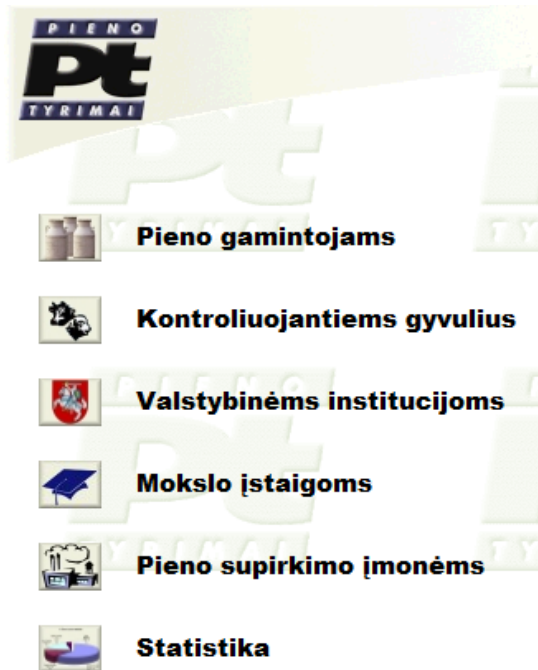 PIENO
Pt
TYRIMAI
Pieno gamintojams
Kontroliuojantiems gyvulius
Valstybinėms institucijoms
Mokslo įstaigoms
Pieno supirkimo įmonėms
Statistika